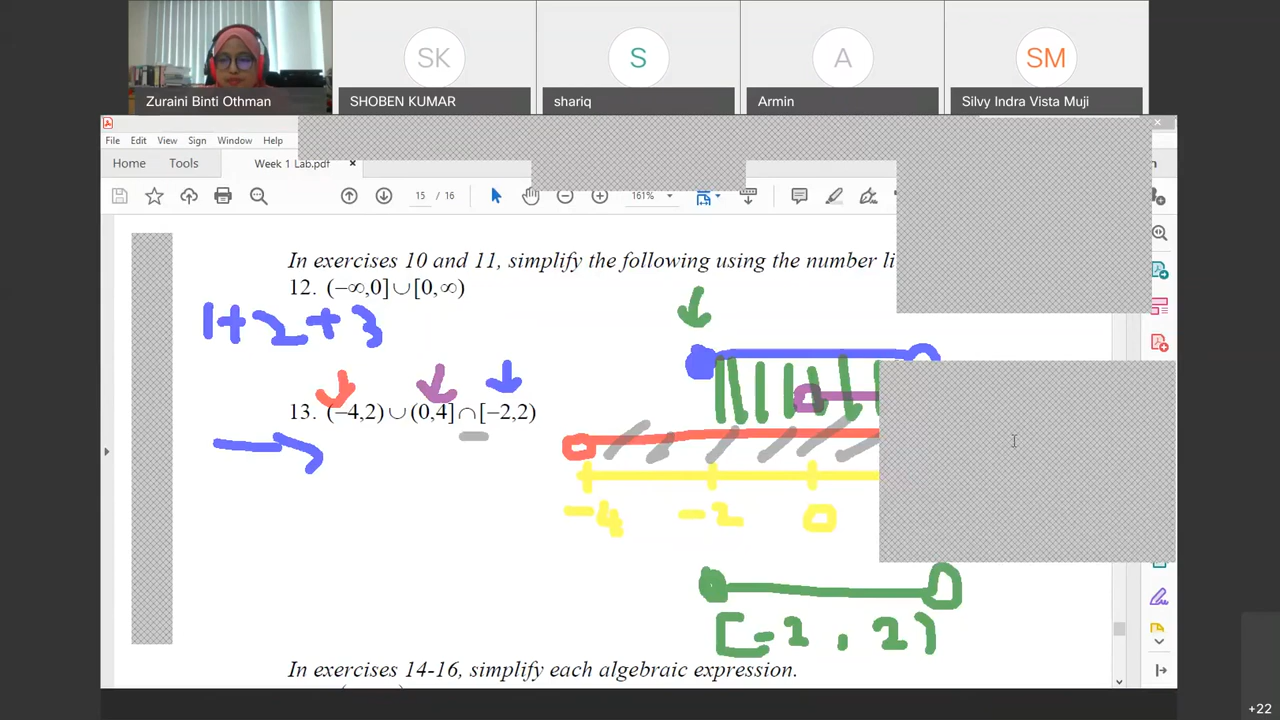 SK
S
A
SM
Zuraini Binti Othman
SHOBEN KUMAR
shariq
Armin
Silvy Indra Vista Muji
File Edit View Sign Window Help
Home Tools Week 1 Lab.pdf ×
15 / 16 161%
In exercises 10 and 11, simplify the following using the number li
12. (−∞,0]∪[0,∞)
1+2+3
13. (−4,2)∪(0,4]∩[−2,2)
-4 -2 0
[-2, 2)
In exercises 14-16, simplify each algebraic expression.
+22